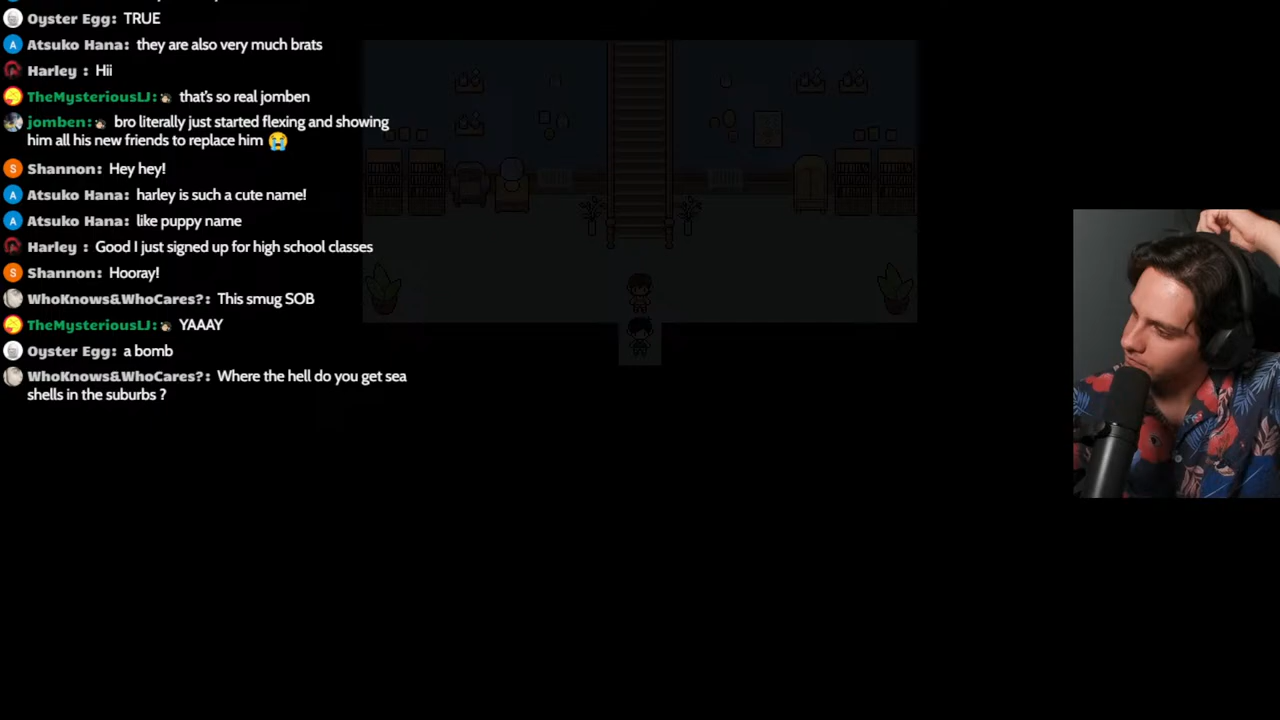 Oyster Egg: TRUE
Atsuko Hana: they are also very much brats
Harley : Hii
TheMysteriousLJ: that's so real jomben
jomben: bro literally just started flexing and showing
him all his new friends to replace him 😭
Shannon: Hey hey!
Atsuko Hana: harley is such a cute name!
Atsuko Hana: like puppy name
Harley : Good I just signed up for high school classes
Shannon: Hooray!
WhoKnows&WhoCares?: This smug SOB
TheMysteriousLJ: YAAAY
Oyster Egg: a bomb
WhoKnows&WhoCares?: Where the hell do you get sea
shells in the suburbs ?